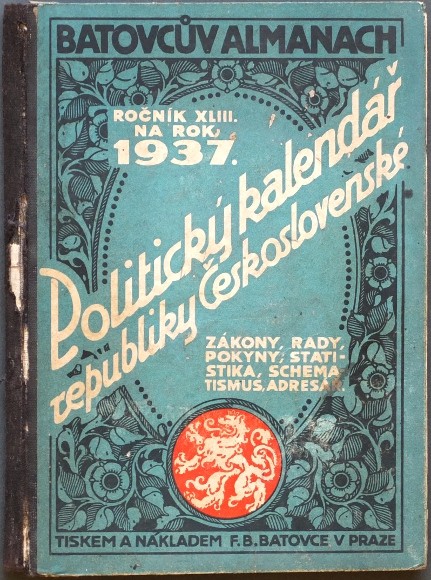 BATOVCŮV ALMANACH
ROČNÍK XLIII.
NA ROK
1937.
Politický kalendář
republiky Československé
ZÁKONY, RADY,
POKYNY, STATI-
STIKA, SCHEMA
TISMUS, ADRESÁŘ.
TISKEM A NÁKLADEM F. B. BATOVCE V PRAZE